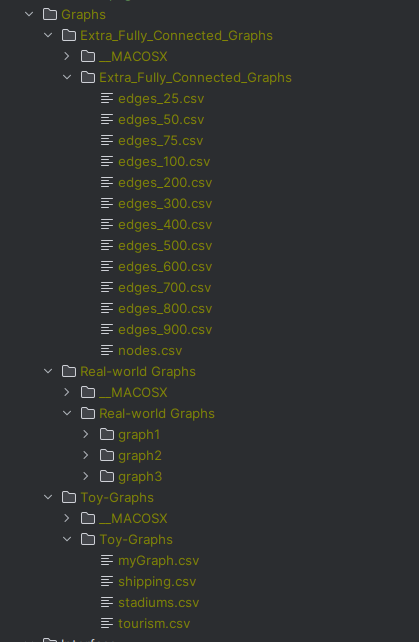 Graphs
Extra_Fully_Connected_Graphs
__MACOSX
Extra_Fully_Connected_Graphs
edges_25.csv
edges_50.csv
edges_75.csv
edges_100.csv
edges_200.csv
edges_300.csv
edges_400.csv
edges_500.csv
edges_600.csv
edges_700.csv
edges_800.csv
edges_900.csv
nodes.csv
Real-world Graphs
__MACOSX
Real-world Graphs
graph1
graph2
graph3
Toy-Graphs
__MACOSX
Toy-Graphs
myGraph.csv
shipping.csv
stadiums.csv
tourism.csv